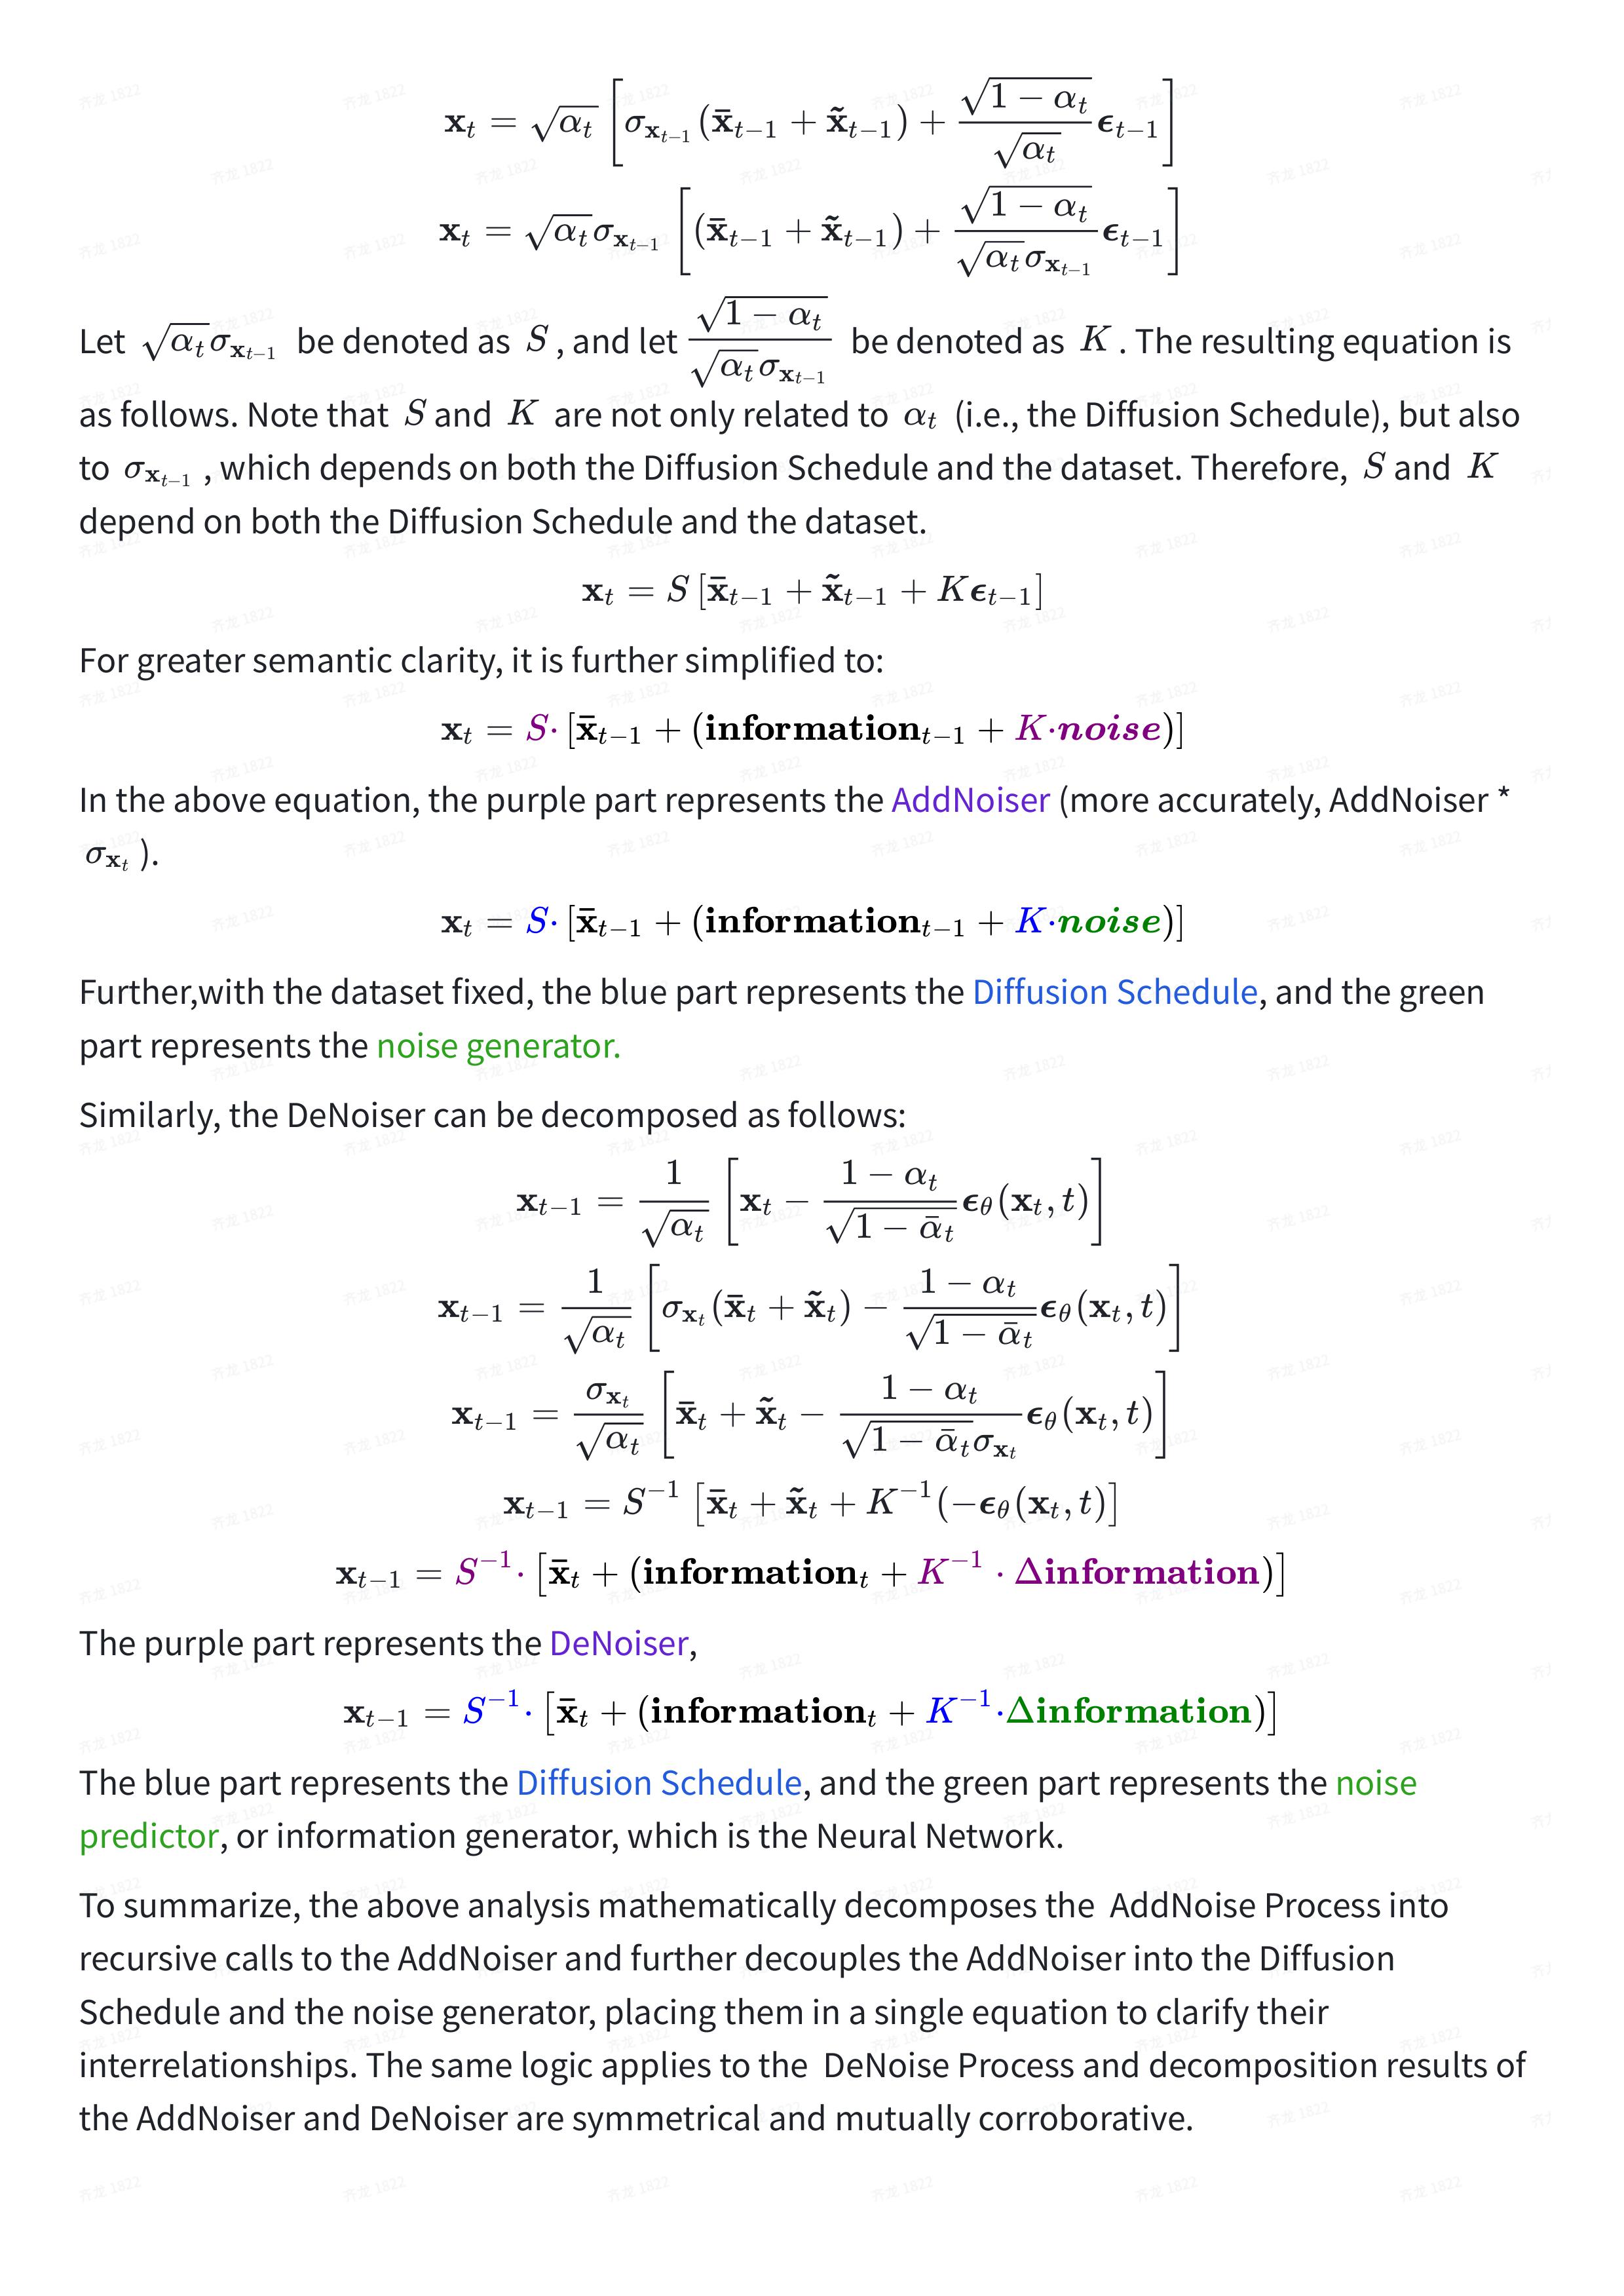 $$\mathbf{x}_t = \sqrt{\alpha_t}\left[\sigma_{\mathbf{x}_{t-1}}(\bar{\mathbf{x}}_{t-1} + \tilde{\mathbf{x}}_{t-1}) + \frac{\sqrt{1-\alpha_t}}{\sqrt{\alpha_t}}\boldsymbol{\epsilon}_{t-1}\right]$$
$$\mathbf{x}_t = \sqrt{\alpha_t}\sigma_{\mathbf{x}_{t-1}}\left[(\bar{\mathbf{x}}_{t-1} + \tilde{\mathbf{x}}_{t-1}) + \frac{\sqrt{1-\alpha_t}}{\sqrt{\alpha_t}\sigma_{\mathbf{x}_{t-1}}}\boldsymbol{\epsilon}_{t-1}\right]$$
Let $\sqrt{\alpha_t}\sigma_{\mathbf{x}_{t-1}}$ be denoted as $S$, and let $\frac{\sqrt{1-\alpha_t}}{\sqrt{\alpha_t}\sigma_{\mathbf{x}_{t-1}}}$ be denoted as $K$. The resulting equation is
as follows. Note that $S$ and $K$ are not only related to $\alpha_t$ (i.e., the Diffusion Schedule), but also
to $\sigma_{\mathbf{x}_{t-1}}$, which depends on both the Diffusion Schedule and the dataset. Therefore, $S$ and $K$
depend on both the Diffusion Schedule and the dataset.
$$\mathbf{x}_t = S\left[\bar{\mathbf{x}}_{t-1} + \tilde{\mathbf{x}}_{t-1} + K\boldsymbol{\epsilon}_{t-1}\right]$$
For greater semantic clarity, it is further simplified to:
$$\mathbf{x}_t = S\cdot\left[\bar{\mathbf{x}}_{t-1} + (\mathbf{information}_{t-1} + K\cdot\boldsymbol{noise})\right]$$
In the above equation, the purple part represents the AddNoiser (more accurately, AddNoiser *
$\sigma_{\mathbf{x}_t}$ ).
$$\mathbf{x}_t = S\cdot\left[\bar{\mathbf{x}}_{t-1} + (\mathbf{information}_{t-1} + K\cdot\boldsymbol{noise})\right]$$
Further,with the dataset fixed, the blue part represents the Diffusion Schedule, and the green
part represents the noise generator.
Similarly, the DeNoiser can be decomposed as follows:
$$\mathbf{x}_{t-1} = \frac{1}{\sqrt{\alpha_t}}\left[\mathbf{x}_t - \frac{1-\alpha_t}{\sqrt{1-\bar{\alpha}_t}}\boldsymbol{\epsilon}_\theta(\mathbf{x}_t, t)\right]$$
$$\mathbf{x}_{t-1} = \frac{1}{\sqrt{\alpha_t}}\left[\sigma_{\mathbf{x}_t}(\bar{\mathbf{x}}_t + \tilde{\mathbf{x}}_t) - \frac{1-\alpha_t}{\sqrt{1-\bar{\alpha}_t}}\boldsymbol{\epsilon}_\theta(\mathbf{x}_t, t)\right]$$
$$\mathbf{x}_{t-1} = \frac{\sigma_{\mathbf{x}_t}}{\sqrt{\alpha_t}}\left[\bar{\mathbf{x}}_t + \tilde{\mathbf{x}}_t - \frac{1-\alpha_t}{\sqrt{1-\bar{\alpha}_t}\sigma_{\mathbf{x}_t}}\boldsymbol{\epsilon}_\theta(\mathbf{x}_t, t)\right]$$
$$\mathbf{x}_{t-1} = S^{-1}\left[\bar{\mathbf{x}}_t + \tilde{\mathbf{x}}_t + K^{-1}(-\boldsymbol{\epsilon}_\theta(\mathbf{x}_t, t)\right]$$
$$\mathbf{x}_{t-1} = S^{-1}\cdot\left[\bar{\mathbf{x}}_t + (\mathbf{information}_t + K^{-1}\cdot\Delta\mathbf{information})\right]$$
The purple part represents the DeNoiser,
$$\mathbf{x}_{t-1} = S^{-1}\cdot\left[\bar{\mathbf{x}}_t + (\mathbf{information}_t + K^{-1}\cdot\Delta\mathbf{information})\right]$$
The blue part represents the Diffusion Schedule, and the green part represents the noise
predictor, or information generator, which is the Neural Network.
To summarize, the above analysis mathematically decomposes the AddNoise Process into
recursive calls to the AddNoiser and further decouples the AddNoiser into the Diffusion
Schedule and the noise generator, placing them in a single equation to clarify their
interrelationships. The same logic applies to the DeNoise Process and decomposition results of
the AddNoiser and DeNoiser are symmetrical and mutually corroborative.
齐龙 1822